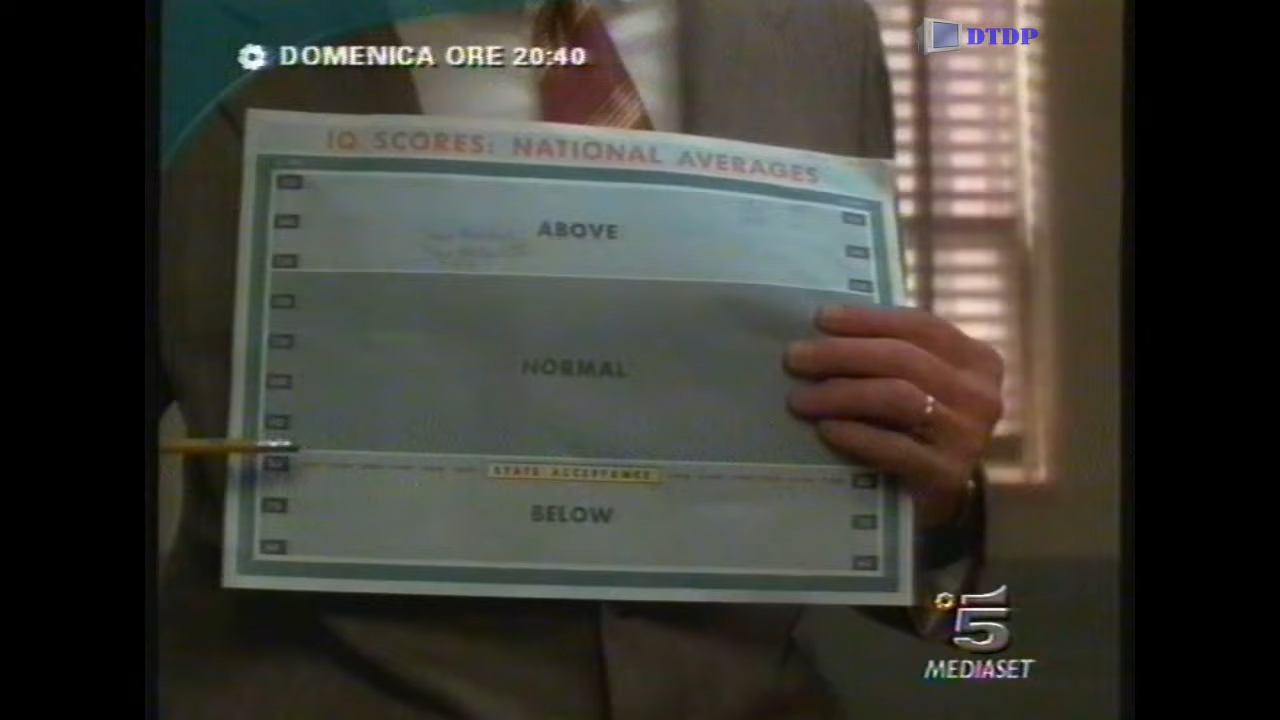 DOMENICA ORE 20:40
DTDP
IQ SCORES: NATIONAL AVERAGES
ABOVE
NORMAL
STATE ACCEPTANCE
BELOW
5
MEDIASET